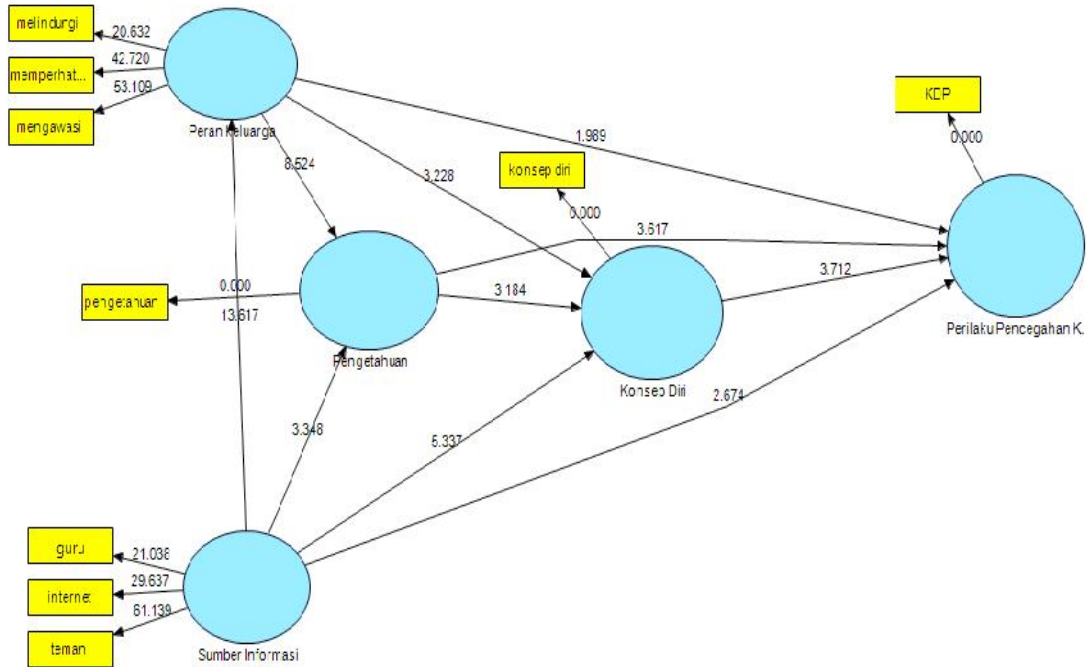 melindungi
20.632
memperhat...
42.720
mengawasi
53.109
Peran Keluarga
KDP
0.000
1.989
8.524
3.228
konsep diri
0.000
3.617
pengetahuan
0.000
13.617
3.184
3.712
Pengetahuan
Konsep Diri
Perilaku Pencegahan K..
3.348
5.337
2.674
guru
21.038
internet
29.637
teman
61.139
Sumber Informasi